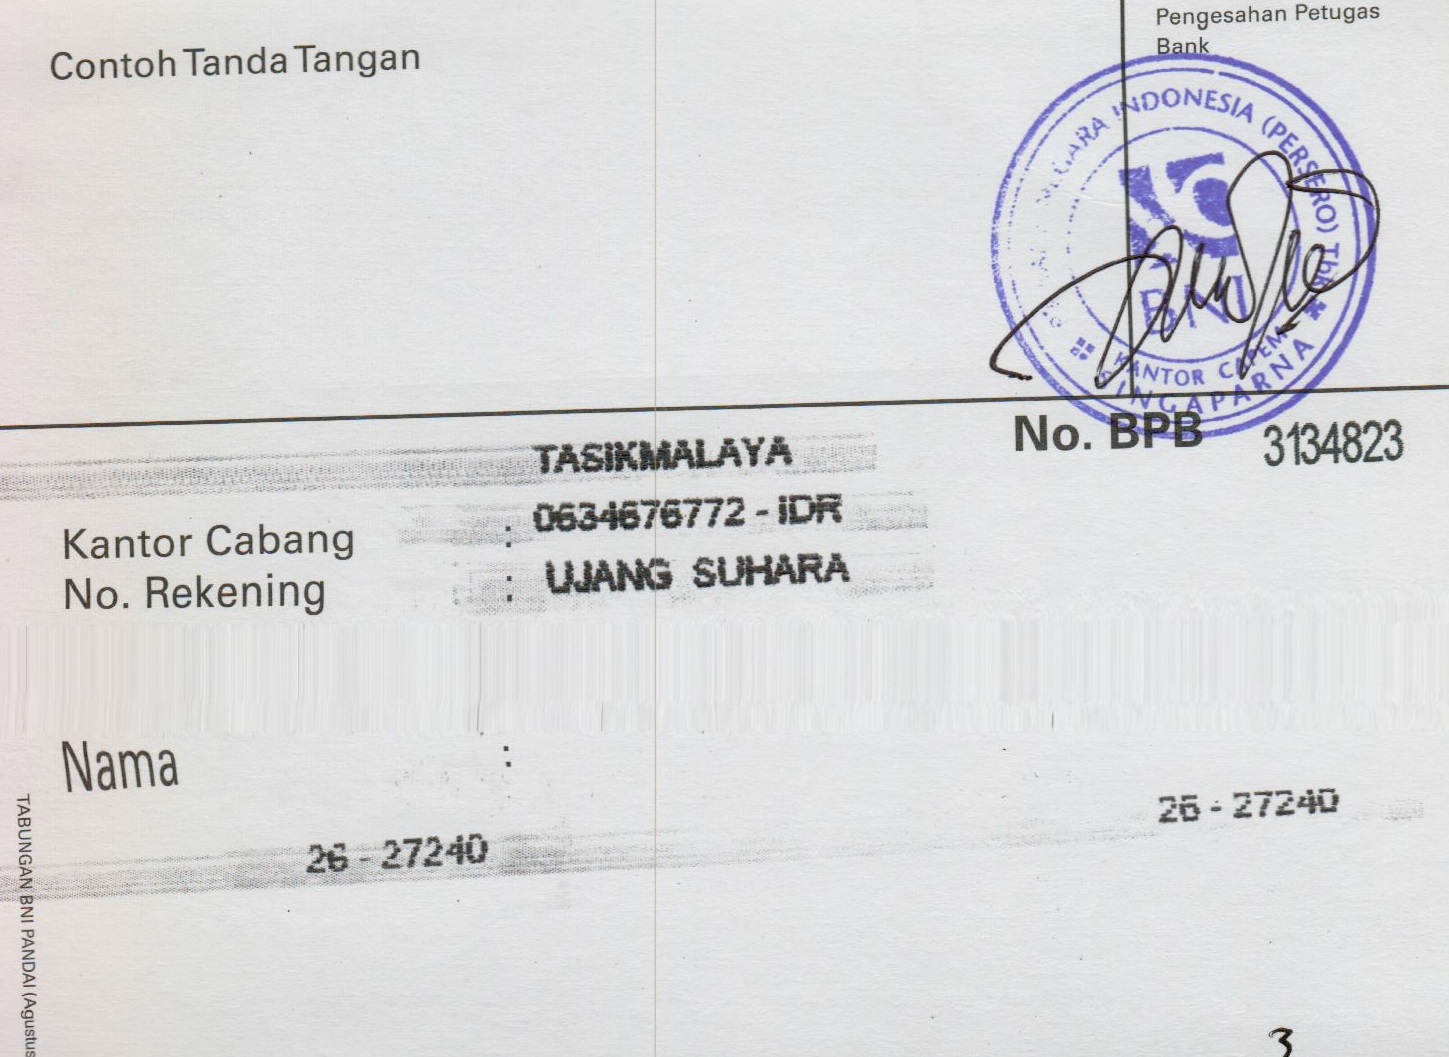 Pengesahan Petugas
Bank
Contoh Tanda Tangan
NEGARA INDONESIA (PERSERO) Tbk
BNI
KANTOR CAPEM
SINGAPARNA
No. BPB 3134823
TASIKMALAYA
0634676772 - IDR
Kantor Cabang :
UJANG SUHARA
No. Rekening :
Nama :
26 - 27240
26 - 27240
TABUNGAN BNI PANDAI (Agustus
3